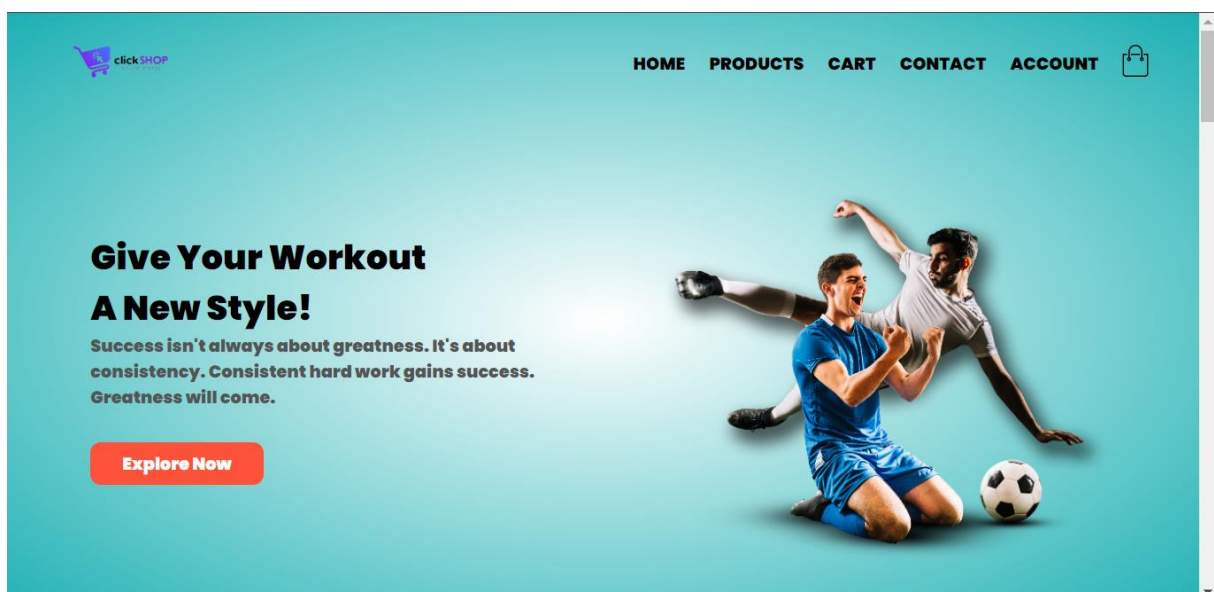 clickSHOP
HOME PRODUCTS CART CONTACT ACCOUNT
Give Your Workout
A New Style!
Success isn't always about greatness. It's about
consistency. Consistent hard work gains success.
Greatness will come.
Explore Now